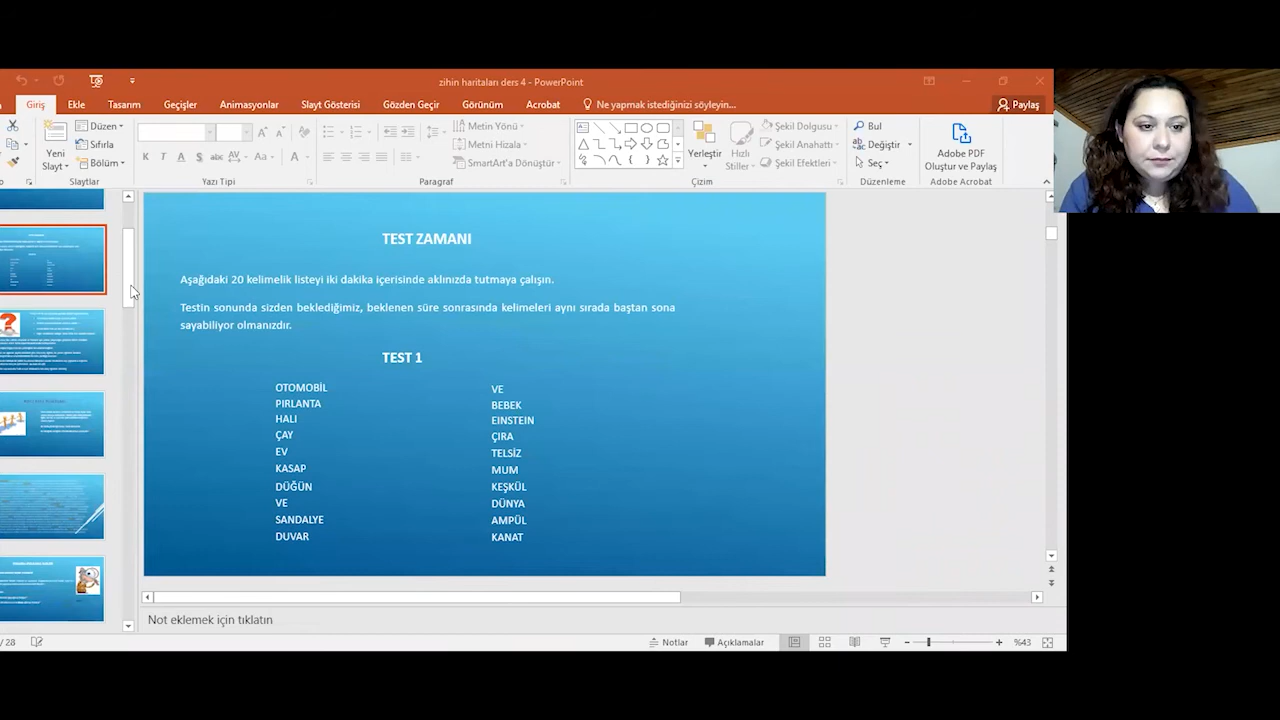 zihin haritaları ders 4 - PowerPoint
Giriş Ekle Tasarım Geçişler Animasyonlar Slayt Gösterisi Gözden Geçir Görünüm Acrobat Ne yapmak istediğinizi söyleyin... Paylaş
Yeni Slayt
Düzen
Sıfırla
Bölüm
Slaytlar
K T A S abc AV Aa A
Yazı Tipi
Metin Yönü
Metni Hizala
SmartArt'a Dönüştür
Paragraf
Yerleştir
Hızlı Stiller
Şekil Dolgusu
Şekil Anahattı
Şekil Efektleri
Çizim
Bul
Değiştir
Seç
Düzenleme
Adobe PDF
Oluştur ve Paylaş
Adobe Acrobat
TEST ZAMANI
Aşağıdaki 20 kelimelik listeyi iki dakika içerisinde aklınızda tutmaya çalışın.
Testin sonunda sizden beklediğimiz, beklenen süre sonrasında kelimeleri aynı sırada baştan sona
sayabiliyor olmanızdır.
TEST 1
OTOMOBİL
PIRLANTA
HALI
ÇAY
EV
KASAP
DÜĞÜN
VE
SANDALYE
DUVAR
VE
BEBEK
EINSTEIN
ÇIRA
TELSİZ
MUM
KEŞKÜL
DÜNYA
AMPÜL
KANAT
Not eklemek için tıklatın
/ 28 Notlar Açıklamalar %43